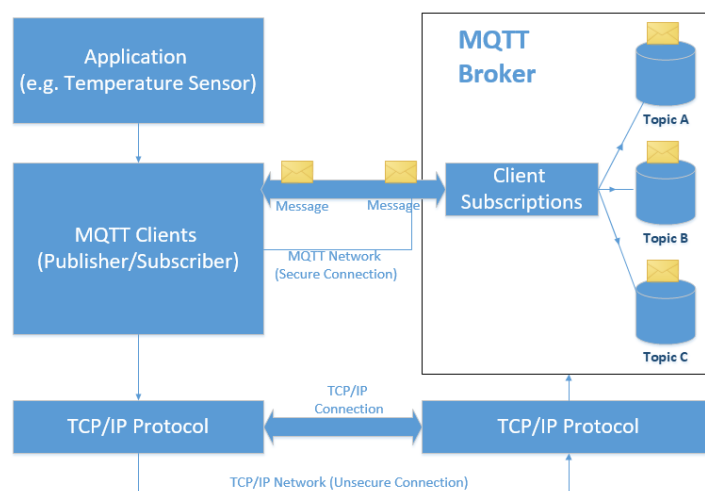 Application
(e.g. Temperature Sensor)
MQTT
Broker
Topic A
MQTT Clients
(Publisher/Subscriber)
Message
Message
Client
Subscriptions
MQTT Network
(Secure Connection)
Topic B
Topic C
TCP/IP Protocol
TCP/IP
Connection
TCP/IP Protocol
TCP/IP Network (Unsecure Connection)